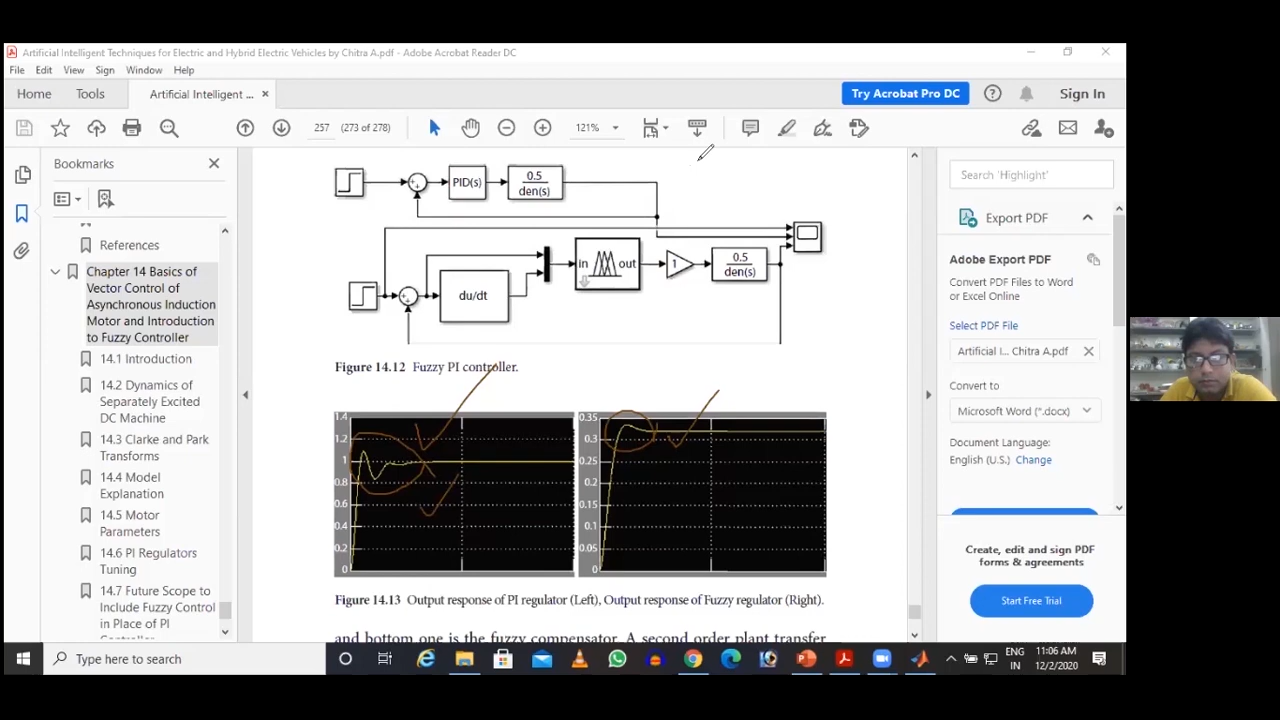 Artificial Intelligent Techniques for Electric and Hybrid Electric Vehicles by Chitra A.pdf - Adobe Acrobat Reader DC
File Edit View Sign Window Help
Home Tools Artificial Intelligent ... × Try Acrobat Pro DC Sign In
257 (273 of 278) 121%
Bookmarks
References
Chapter 14 Basics of
Vector Control of
Asynchronous Induction
Motor and Introduction
to Fuzzy Controller
14.1 Introduction
14.2 Dynamics of
Separately Excited
DC Machine
14.3 Clarke and Park
Transforms
14.4 Model
Explanation
14.5 Motor
Parameters
14.6 PI Regulators
Tuning
14.7 Future Scope to
Include Fuzzy Control
in Place of PI
Controller
PID(s)
0.5
den(s)
du/dt
in out
1
0.5
den(s)
Figure 14.12 Fuzzy PI controller.
1.4
1.2
1
0.8
0.6
0.4
0.2
0
0.35
0.3
0.25
0.2
0.15
0.1
0.05
0
Figure 14.13 Output response of PI regulator (Left), Output response of Fuzzy regulator (Right).
and bottom one is the fuzzy compensator. A second order plant transfer
Search 'Highlight'
Export PDF
Adobe Export PDF
Convert PDF Files to Word
or Excel Online
Select PDF File
Artificial I... Chitra A.pdf ×
Convert to
Microsoft Word (*.docx)
Document Language:
English (U.S.) Change
Create, edit and sign PDF
forms & agreements
Start Free Trial
Type here to search
ENG
IN
11:06 AM
12/2/2020